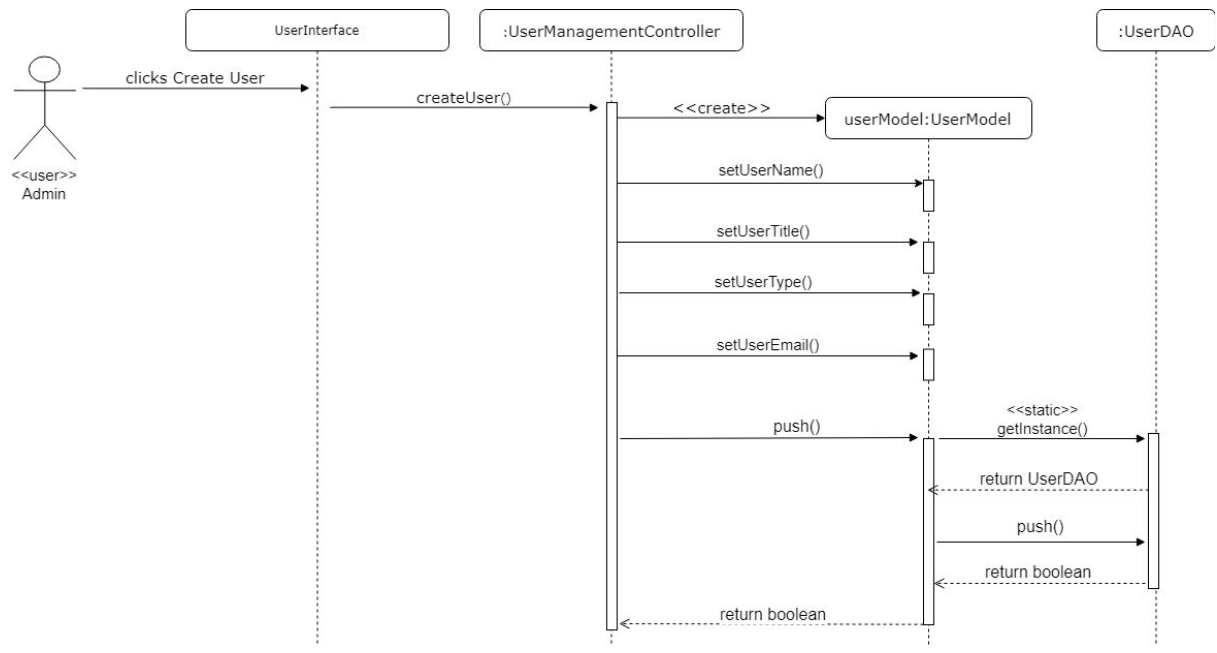 UserInterface
:UserManagementController
:UserDAO
clicks Create User
createUser()
<<create>>
userModel:UserModel
<<user>>
Admin
setUserName()
setUserTitle()
setUserType()
setUserEmail()
<<static>>
getInstance()
push()
return UserDAO
push()
return boolean
return boolean